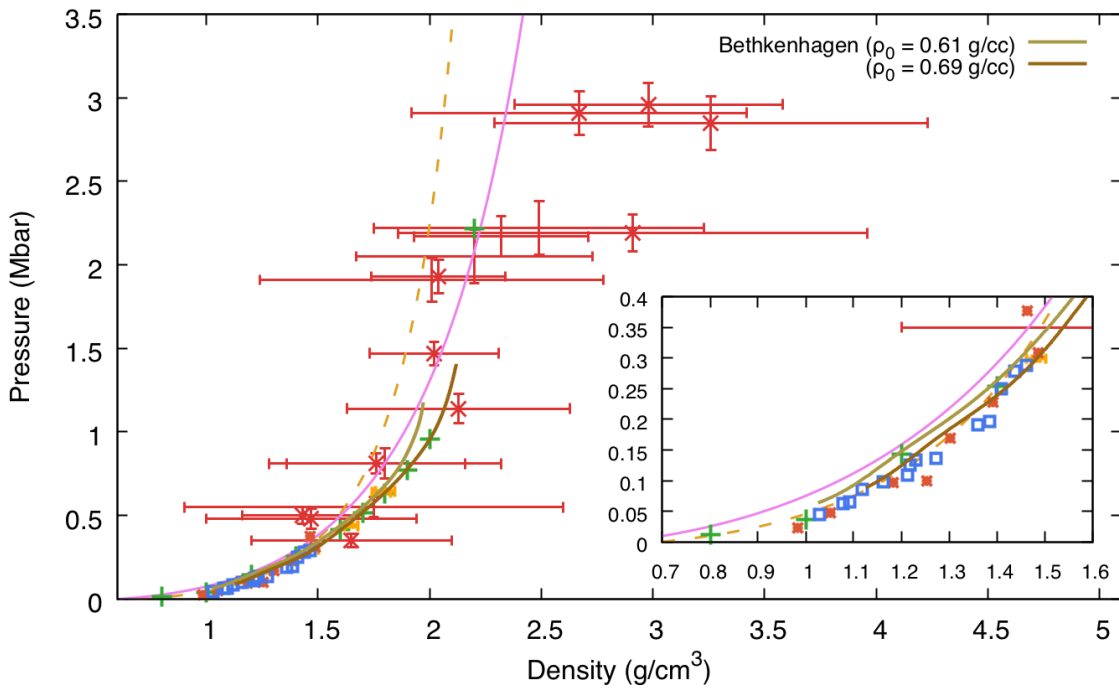 3.5
3
2.5
2
1.5
1
0.5
0
Pressure (Mbar)
Bethkenhagen (ρ₀ = 0.61 g/cc)
(ρ₀ = 0.69 g/cc)
0.4
0.35
0.3
0.25
0.2
0.15
0.1
0.05
0
0.7 0.8 0.9 1 1.1 1.2 1.3 1.4 1.5 1.6
1 1.5 2 2.5 3 3.5 4 4.5 5
Density (g/cm³)